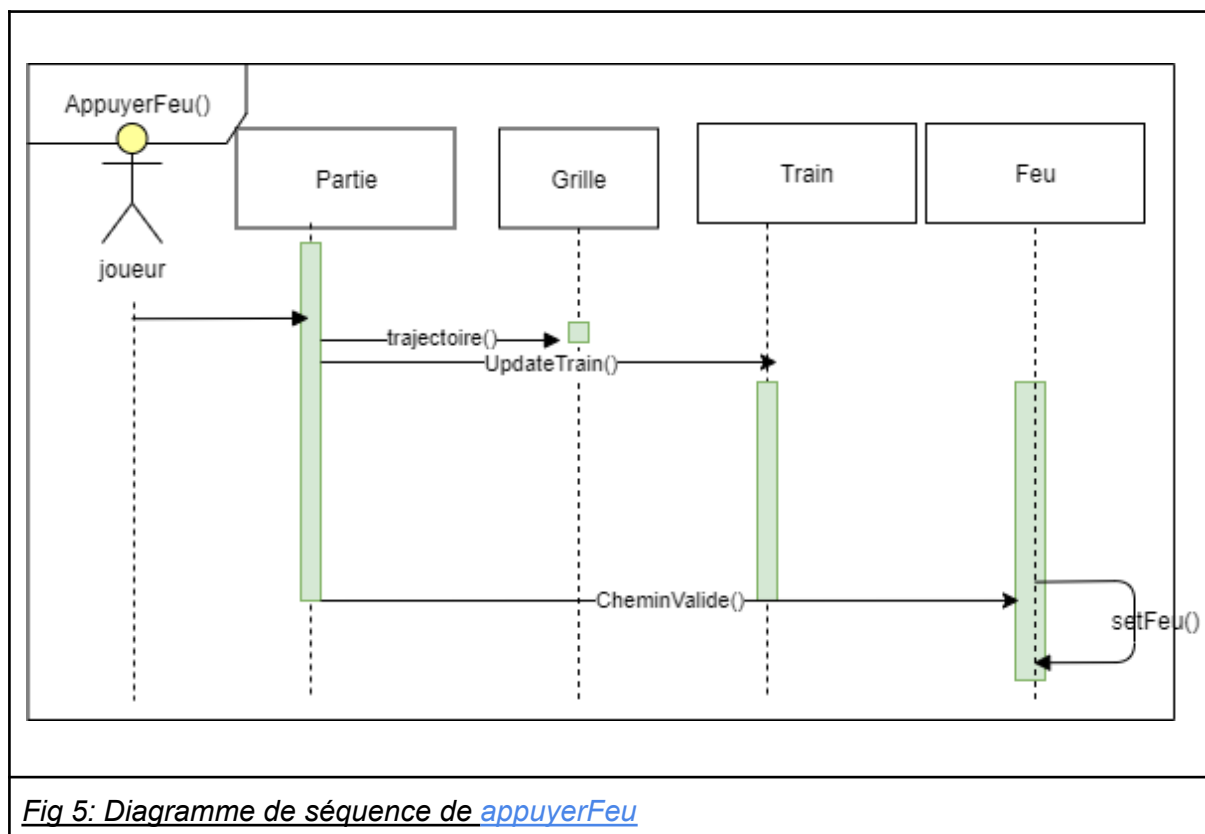 AppuyerFeu()
joueur
Partie
Grille
Train
Feu
trajectoire()
UpdateTrain()
CheminValide()
setFeu()
Fig 5: Diagramme de séquence de appuyerFeu